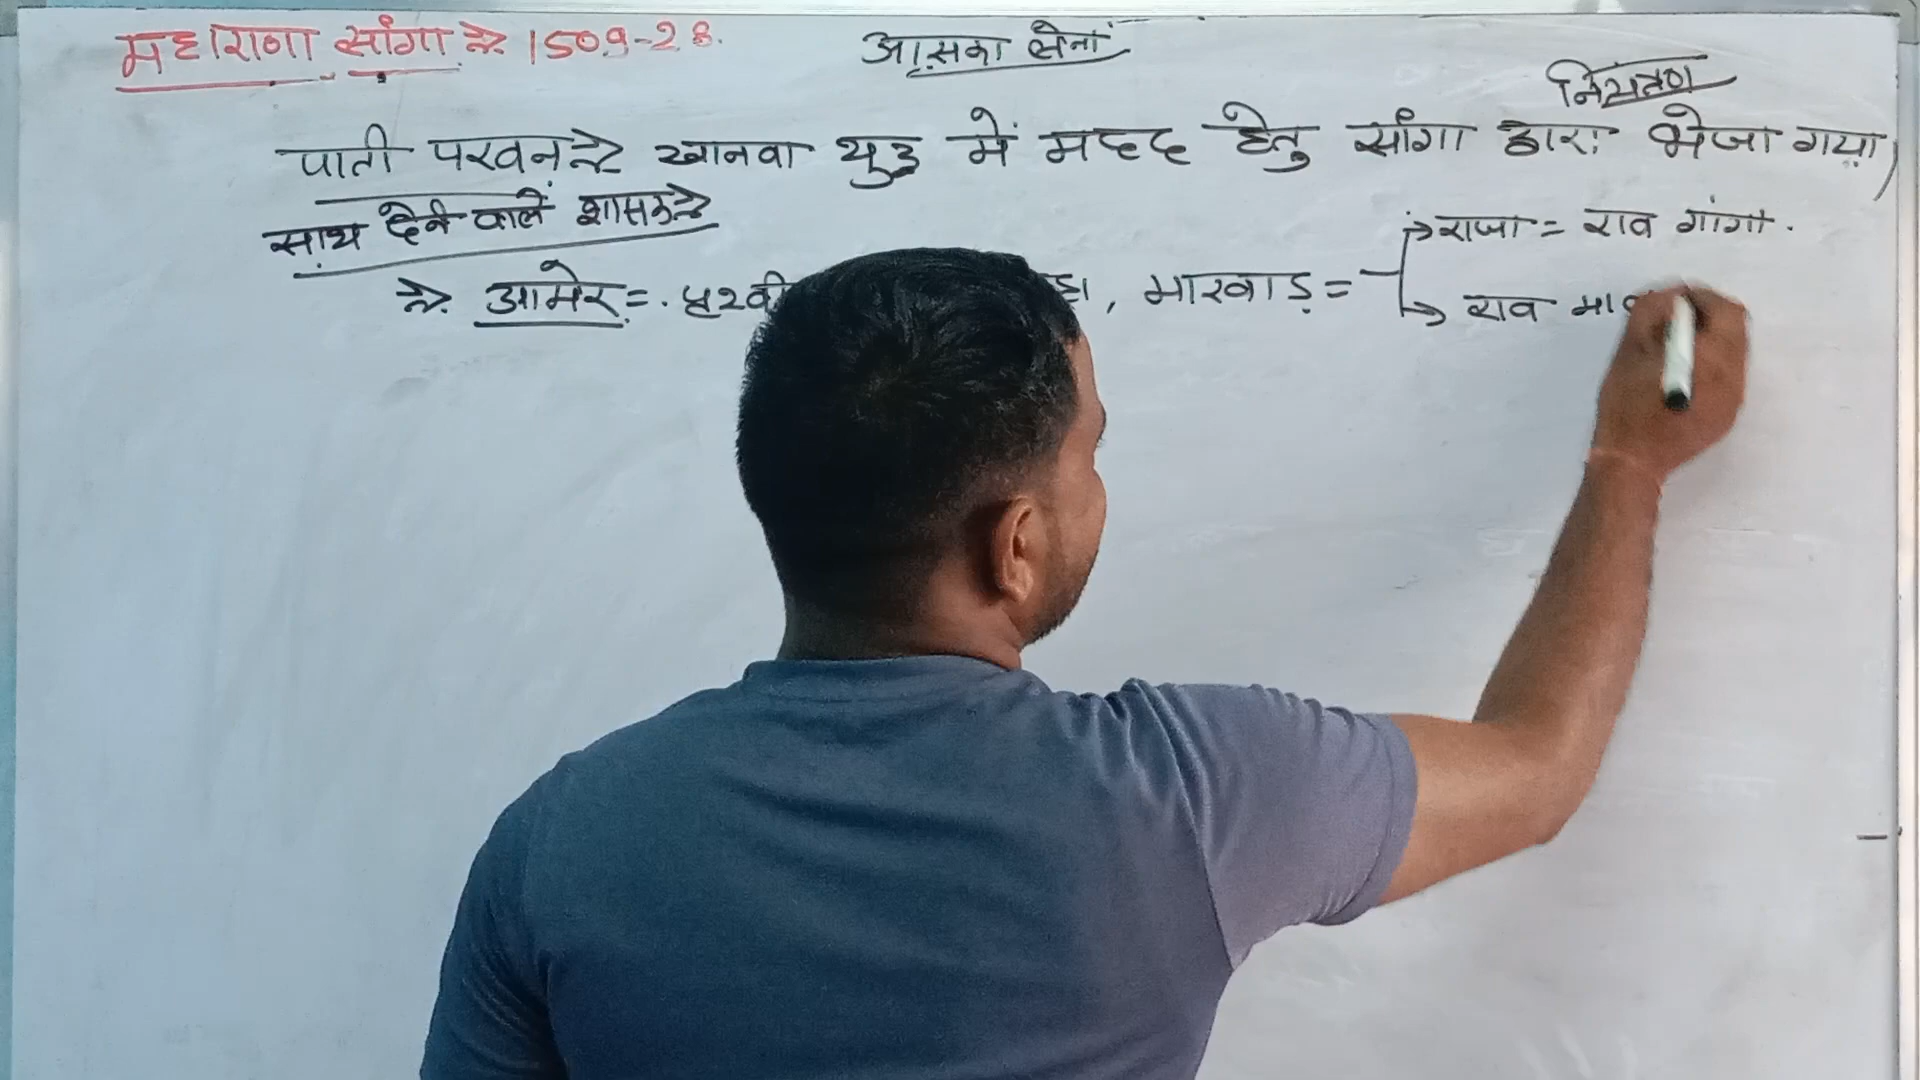 महाराणा सांगा → 1509-28.
आसका लेना
निमंत्रण
पाती परवन → खानवा युद्ध में मदद हेतु सांगा द्वारा भेजा गया
साथ देने वाले शासक →
→ राजा = राव गांगा.
→ आमेर = पृथ्वी , मारवाड़ =
→ राव